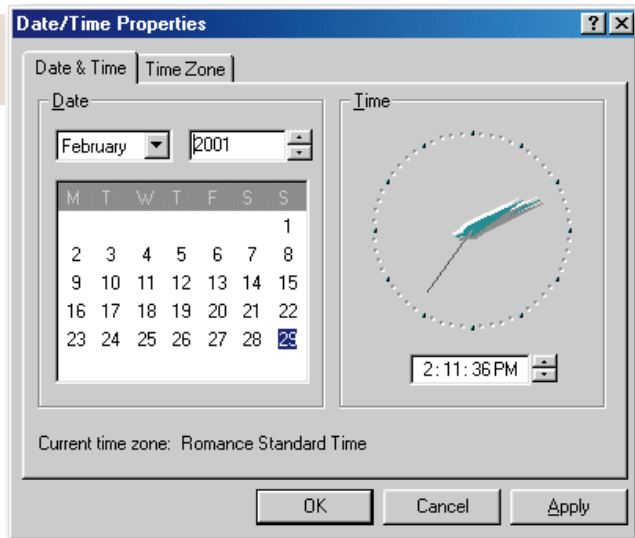 Date/Time Properties
Date & Time Time Zone
Date
Time
February 2001
M T W T F S S
1
2 3 4 5 6 7 8
9 10 11 12 13 14 15
16 17 18 19 20 21 22
23 24 25 26 27 28 29
2:11:36 PM
Current time zone: Romance Standard Time
OK Cancel Apply